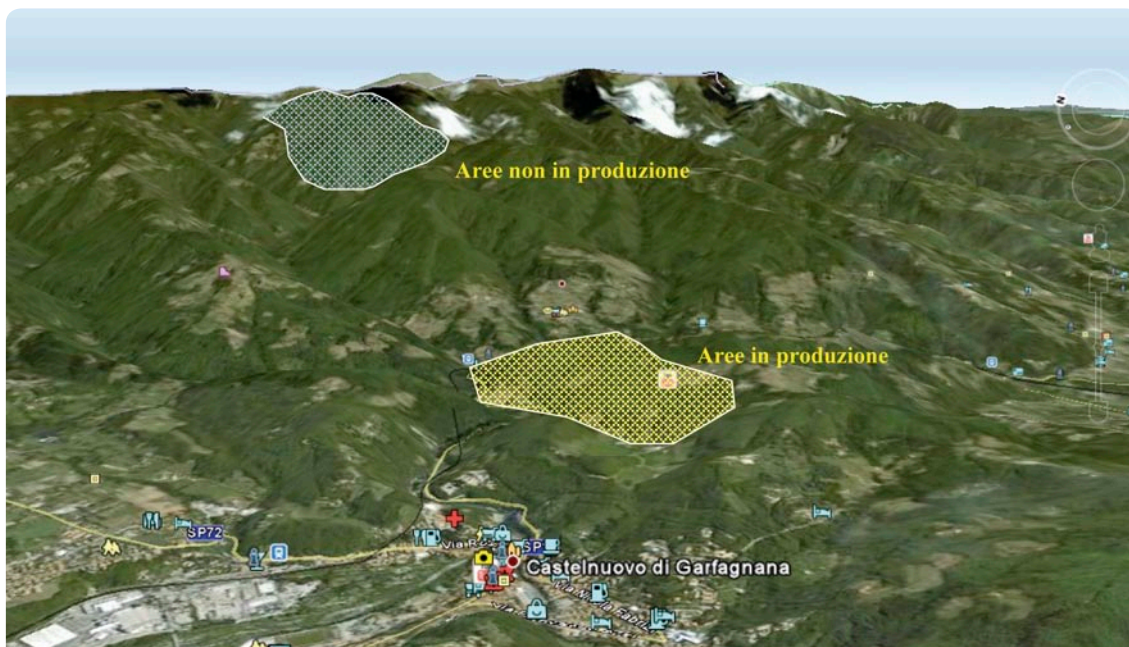 N
Aree non in produzione
Aree in produzione
SP72
SP
Castelnuovo di Garfagnana